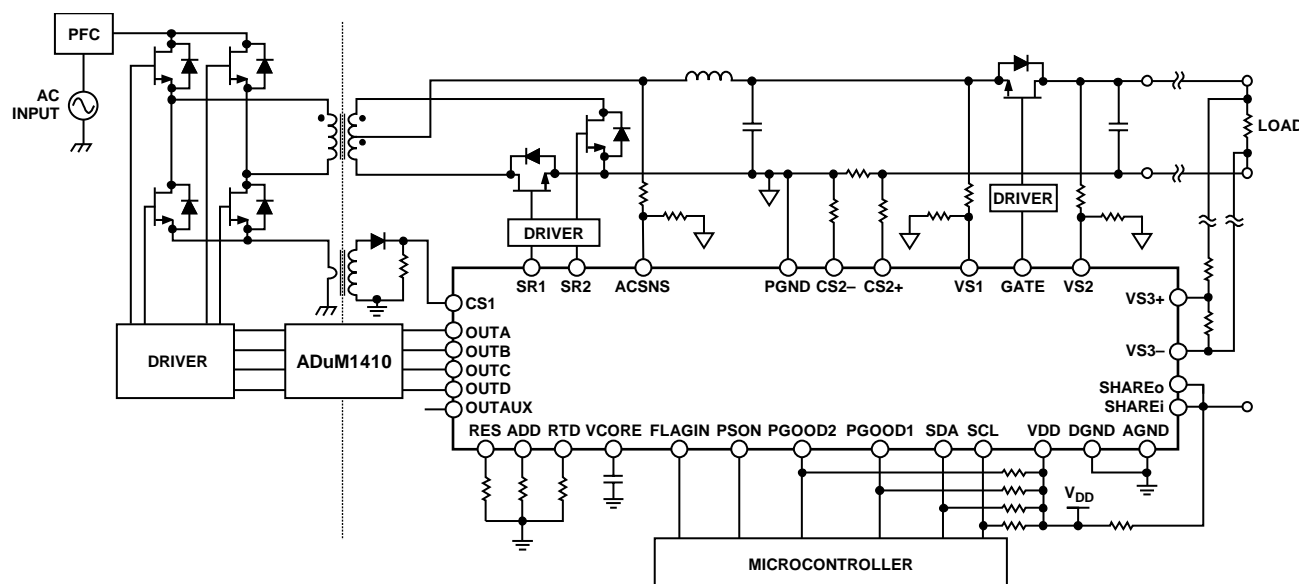 PFC
AC
INPUT
LOAD
DRIVER
DRIVER
SR1 SR2 ACSNS PGND CS2– CS2+ VS1 GATE VS2
CS1
VS3+
OUTA
OUTB
OUTC
OUTD
OUTAUX
DRIVER
ADuM1410
VS3–
SHAREo
SHAREi
RES ADD RTD VCORE FLAGIN PSON PGOOD2 PGOOD1 SDA SCL VDD DGND AGND
VDD
MICROCONTROLLER